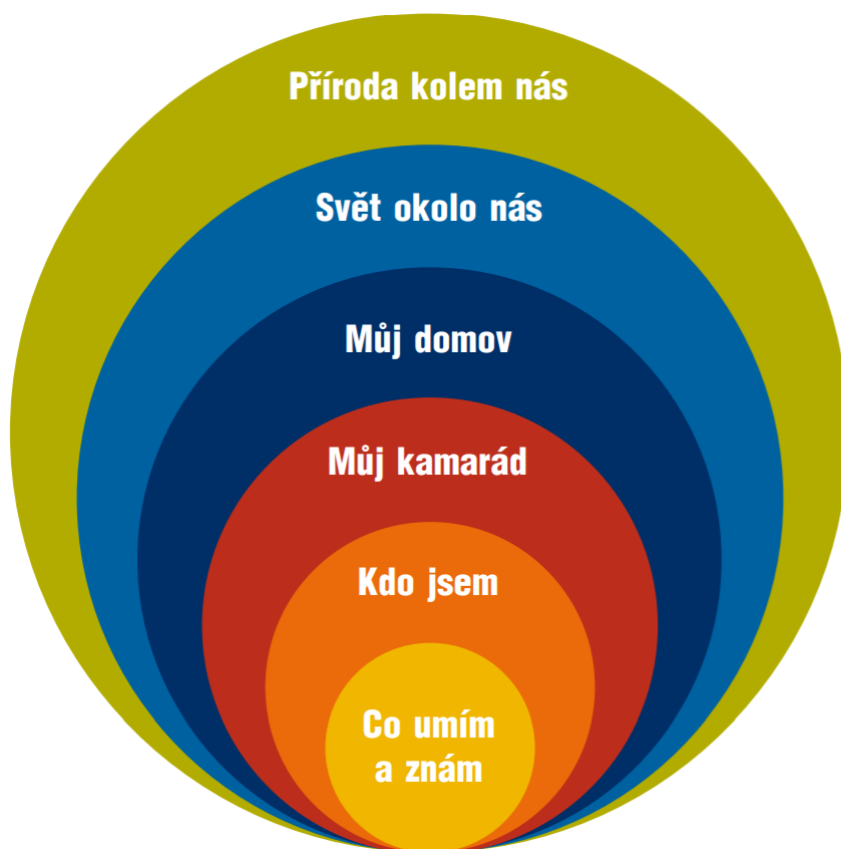 Příroda kolem nás
Svět okolo nás
Můj domov
Můj kamarád
Kdo jsem
Co umím
a znám